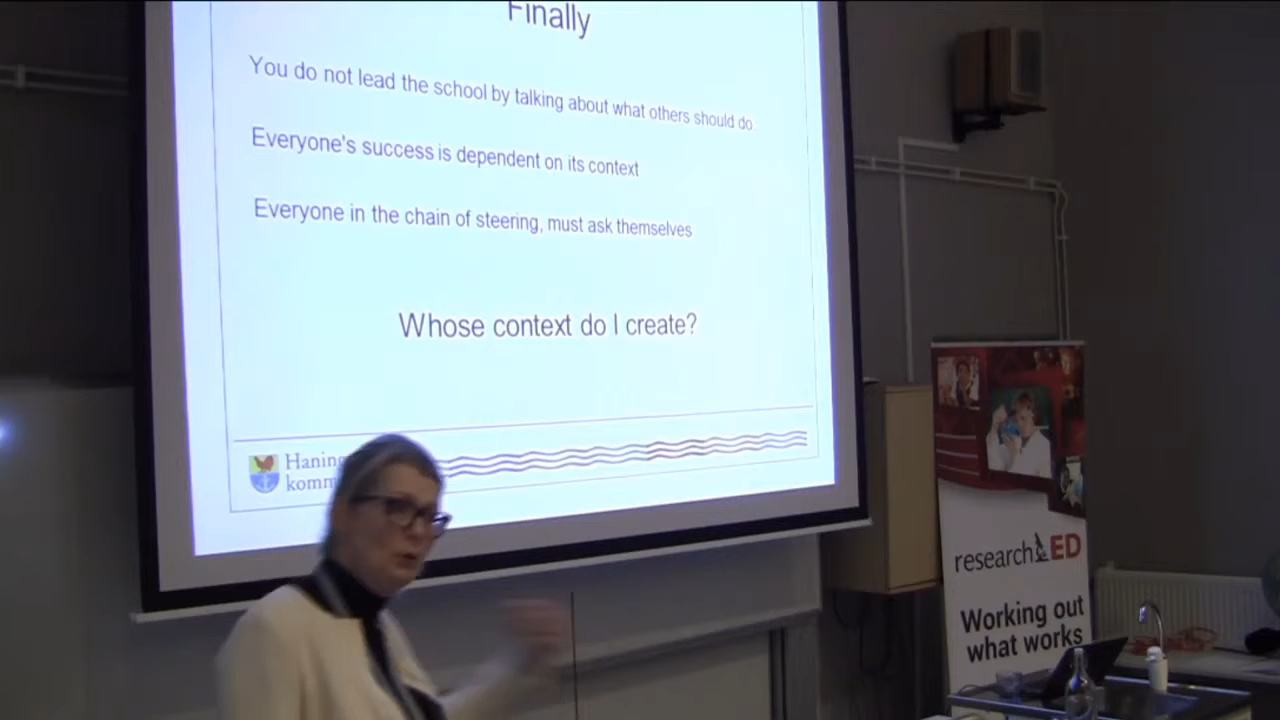 Finally
You do not lead the school by talking about what others should do.
Everyone's success is dependent on its context
Everyone in the chain of steering, must ask themselves
Whose context do I create?
researchED
Working out
what works